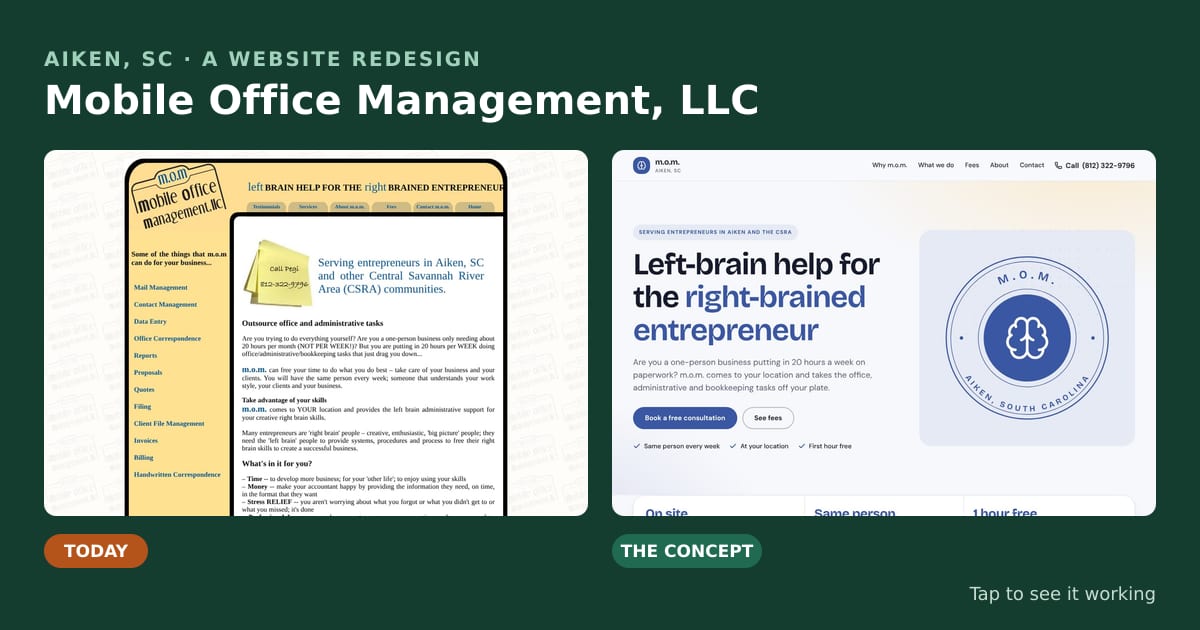 AIKEN, SC · A WEBSITE REDESIGN
Mobile Office Management, LLC
m.o.m
mobile office
management.llc
left BRAIN HELP FOR THE right BRAINED ENTREPRENEUR
Testimonials
Services
About m.o.m.
Fees
Contact m.o.m.
Home
Some of the things that m.o.m
can do for your business...
Mail Management
Contact Management
Data Entry
Office Correspondence
Reports
Proposals
Quotes
Filing
Client File Management
Invoices
Billing
Handwritten Correspondence
Call Pegi
812-322-9796
Serving entrepreneurs in Aiken, SC
and other Central Savannah River
Area (CSRA) communities.
Outsource office and administrative tasks
Are you trying to do everything yourself? Are you a one-person business only needing about
20 hours per month (NOT PER WEEK!)? But you are putting in 20 hours per WEEK doing
office/administrative/bookkeeping tasks that just drag you down...
m.o.m. can free your time to do what you do best – take care of your business and your
clients. You will have the same person every week; someone that understands your work
style, your clients and your business.
Take advantage of your skills
m.o.m. comes to YOUR location and provides the left brain administrative support for
your creative right brain skills.
Many entrepreneurs are 'right brain' people – creative, enthusiastic, 'big picture' people; they
need the 'left brain' people to provide systems, procedures and process to free their right
brain skills to create a successful business.
What's in it for you?
– Time -- to develop more business; for your 'other life'; to enjoy using your skills
– Money -- make your accountant happy by providing the information they need, on time,
in the format that they want
– Stress RELIEF -- you aren't worrying about what you forgot or what you didn't get to or
what you missed; it's done
m.o.m.
AIKEN, SC
Why m.o.m.
What we do
Fees
About
Contact
Call (812) 322-9796
SERVING ENTREPRENEURS IN AIKEN AND THE CSRA
Left-brain help for
the right-brained
entrepreneur
Are you a one-person business putting in 20 hours a week on
paperwork? m.o.m. comes to your location and takes the office,
administrative and bookkeeping tasks off your plate.
Book a free consultation
See fees
Same person every week
At your location
First hour free
M.O.M.
AIKEN, SOUTH CAROLINA
On site
Same person
1 hour free
TODAY
THE CONCEPT
Tap to see it working